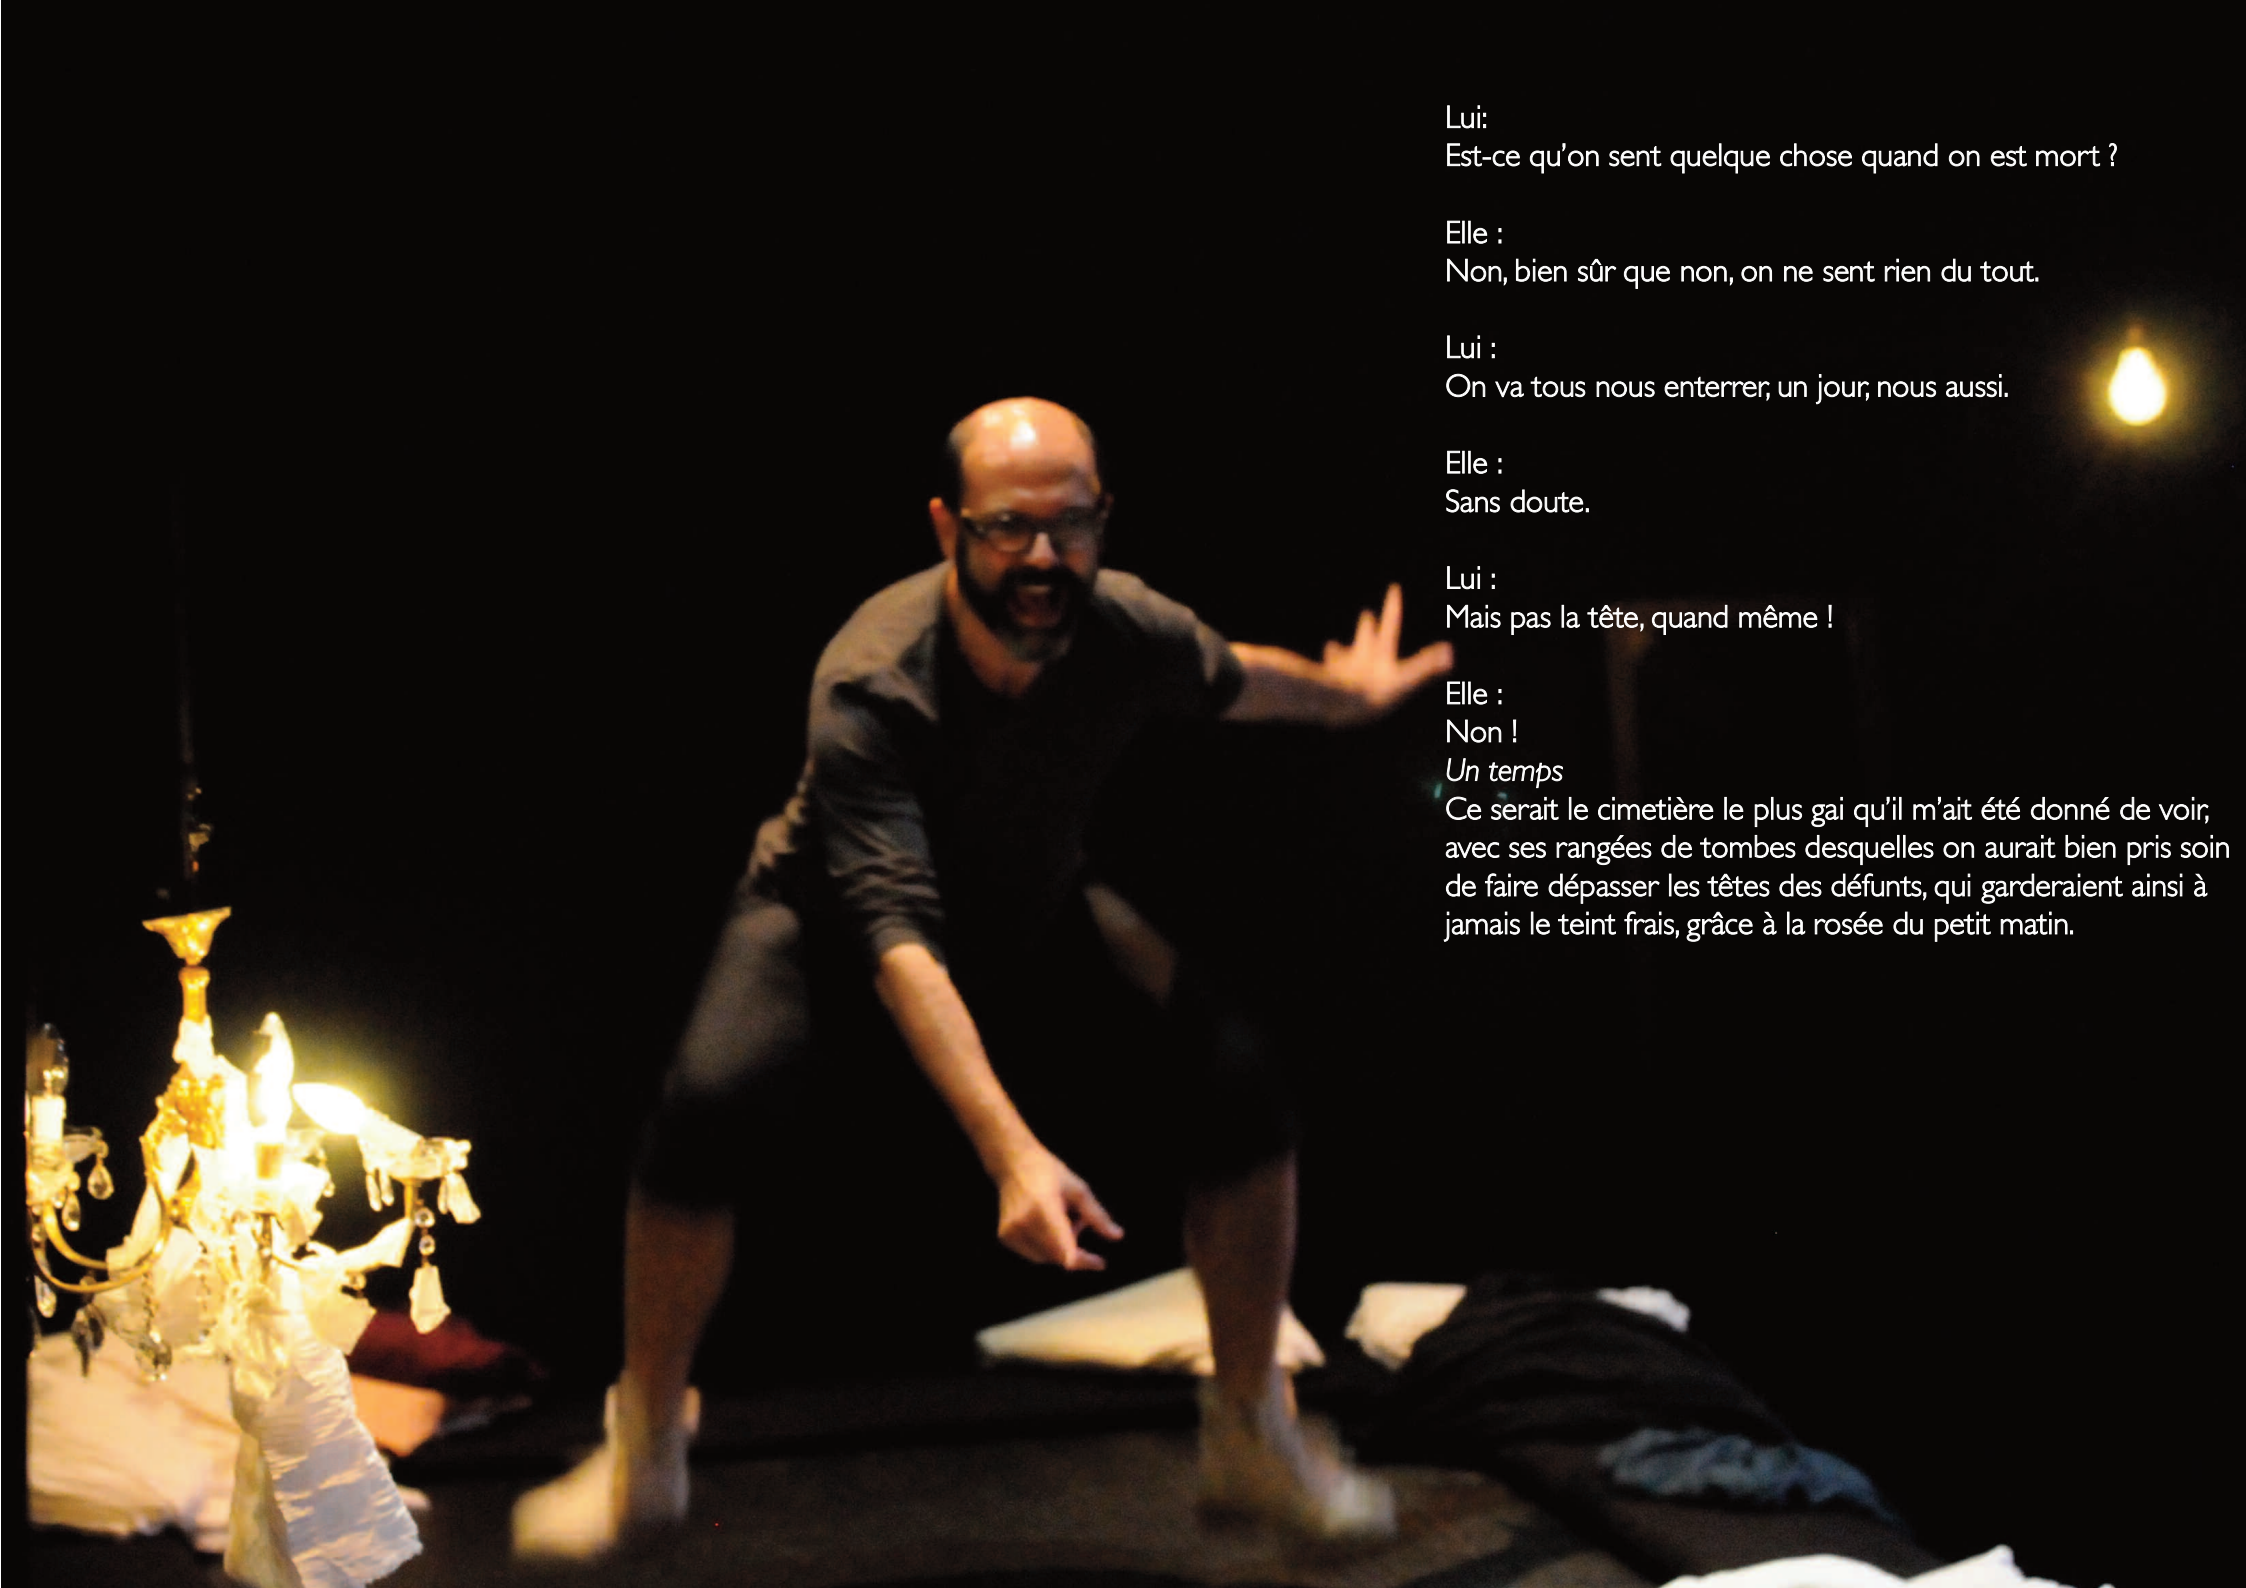 Lui:
Est-ce qu’on sent quelque chose quand on est mort ?
Elle :
Non, bien sûr que non, on ne sent rien du tout.
Lui :
On va tous nous enterrer, un jour, nous aussi.
Elle :
Sans doute.
Lui :
Mais pas la tête, quand même !
Elle :
Non !
Un temps
Ce serait le cimetière le plus gai qu’il m’ait été donné de voir,
avec ses rangées de tombes desquelles on aurait bien pris soin
de faire dépasser les têtes des défunts, qui garderaient ainsi à
jamais le teint frais, grâce à la rosée du petit matin.